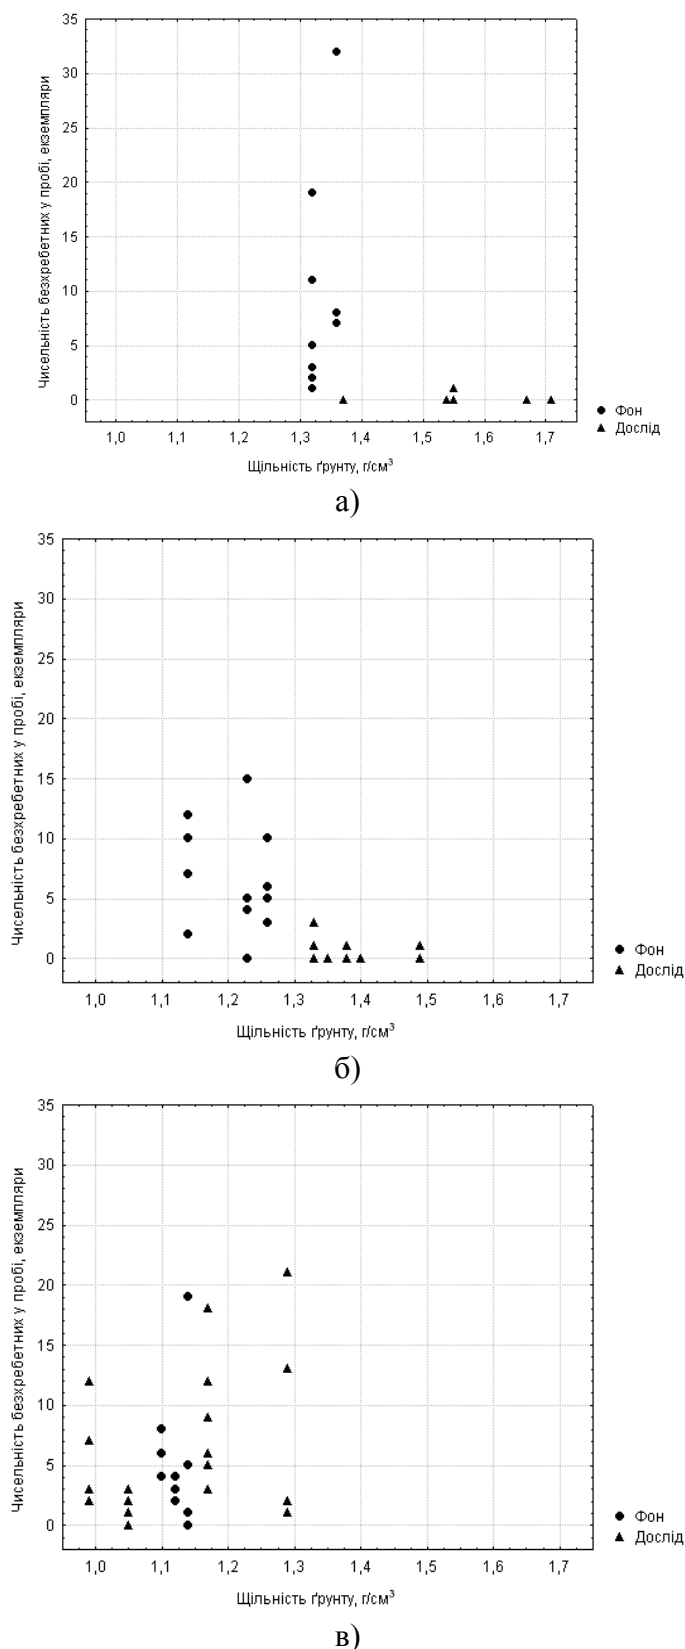 35
30
25
20
15
10
5
0
Чисельність безхребетних у пробі, екземпляри
1,0 1,1 1,2 1,3 1,4 1,5 1,6 1,7
Щільність ґрунту, г/см³
Фон
Дослід
а)
35
30
25
20
15
10
5
0
Чисельність безхребетних у пробі, екземпляри
1,0 1,1 1,2 1,3 1,4 1,5 1,6 1,7
Щільність ґрунту, г/см³
Фон
Дослід
б)
35
30
25
20
15
10
5
0
Чисельність безхребетних у пробі, екземпляри
1,0 1,1 1,2 1,3 1,4 1,5 1,6 1,7
Щільність ґрунту, г/см³
Фон
Дослід
в)